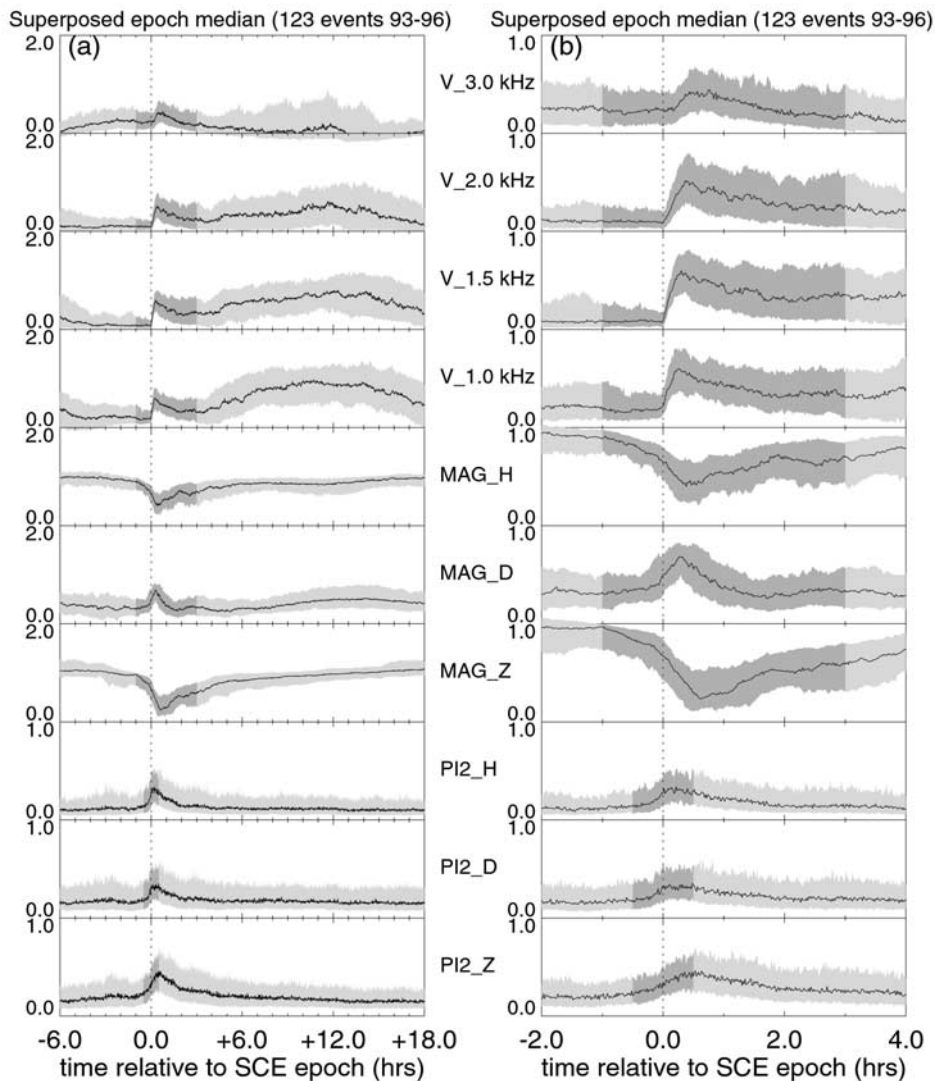 Superposed epoch median (123 events 93-96) Superposed epoch median (123 events 93-96)
2.0 (a) 1.0 (b)
V_3.0 kHz
0.0 0.0
2.0 1.0
V_2.0 kHz
0.0 0.0
2.0 1.0
V_1.5 kHz
0.0 0.0
2.0 1.0
V_1.0 kHz
0.0 0.0
2.0 1.0
MAG_H
0.0 0.0
2.0 1.0
MAG_D
0.0 0.0
2.0 1.0
MAG_Z
0.0 0.0
1.0 1.0
PI2_H
0.0 0.0
1.0 1.0
PI2_D
0.0 0.0
1.0 1.0
PI2_Z
0.0 0.0
-6.0 0.0 +6.0 +12.0 +18.0 -2.0 0.0 2.0 4.0
time relative to SCE epoch (hrs) time relative to SCE epoch (hrs)